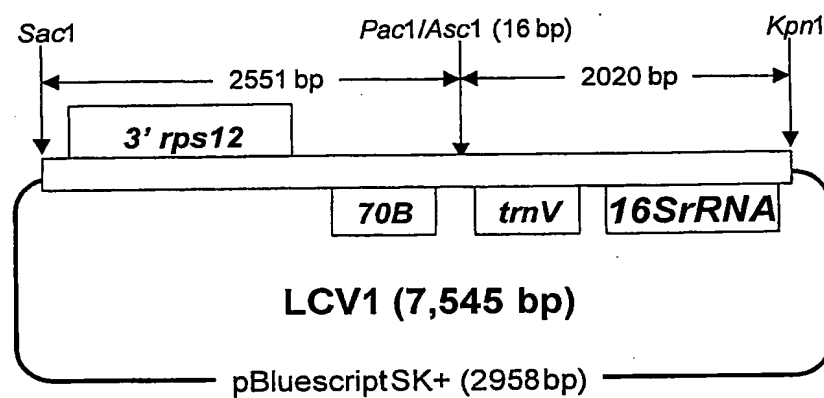 Sac1 Pac1/Asc1 (16 bp) Kpn1
2551 bp 2020 bp
3' rps12
70B trnV 16SrRNA
LCV1 (7,545 bp)
pBluescriptSK+ (2958bp)